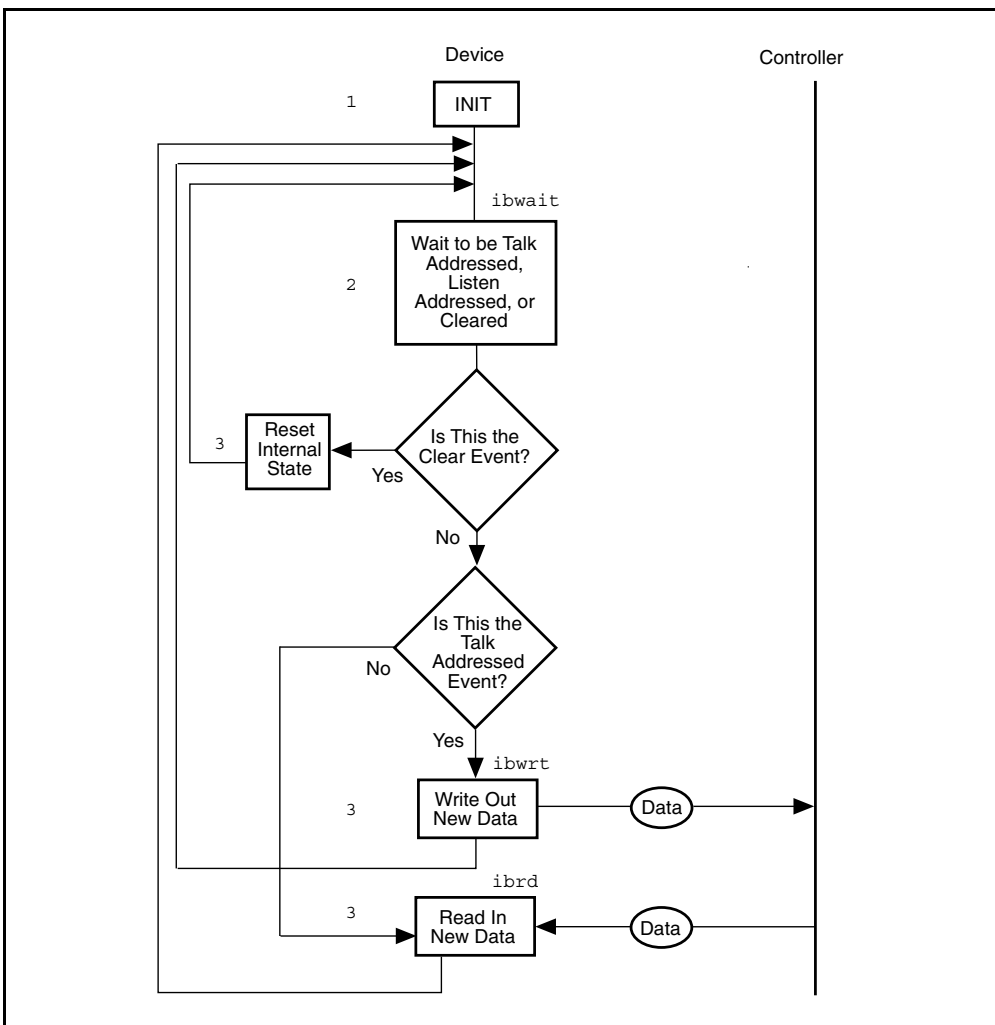 Device
Controller
1
INIT
ibwait
2
Wait to be Talk
Addressed,
Listen
Addressed, or
Cleared
3
Reset
Internal
State
Is This the
Clear Event?
Yes
No
Is This the
Talk
Addressed
Event?
No
Yes
ibwrt
3
Write Out
New Data
Data
ibrd
3
Read In
New Data
Data